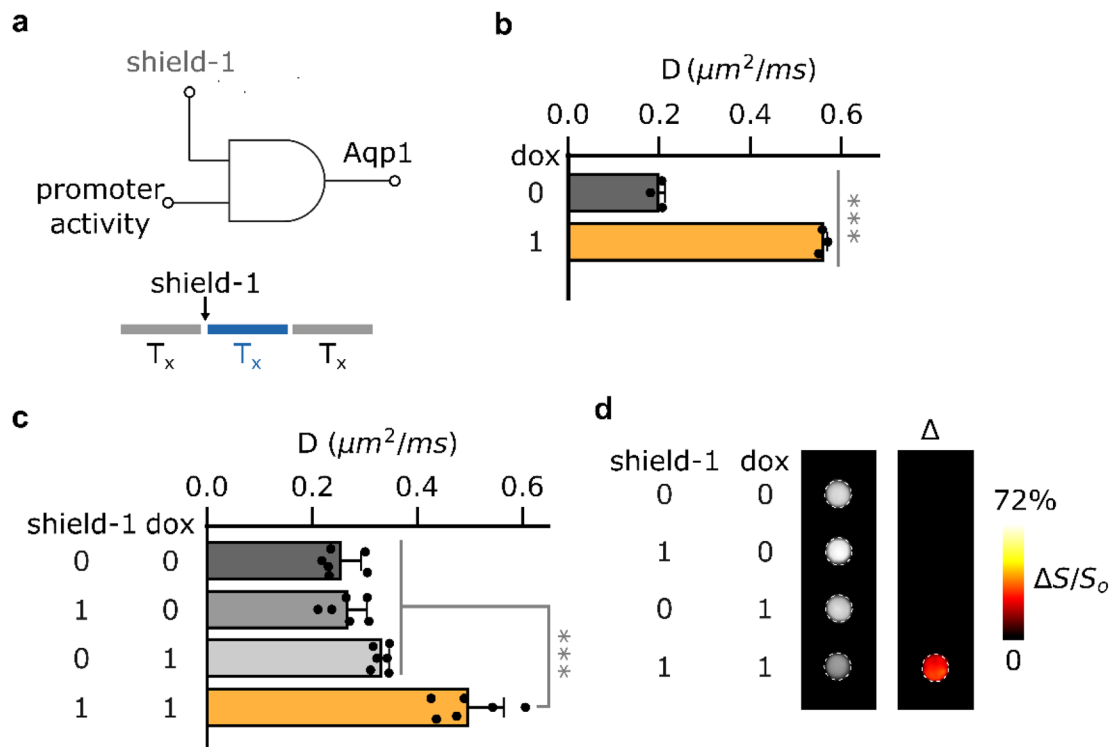 a
shield-1
promoter
activity
Aqp1
shield-1
Tₓ Tₓ Tₓ
b
D (μm²/ms)
0.0 0.2 0.4 0.6
dox
0
1
***
c
D (μm²/ms)
0.0 0.2 0.4 0.6
shield-1 dox
0 0
1 0
0 1
1 1
***
d
Δ
shield-1 dox
0 0
1 0
0 1
1 1
72%
ΔS/Sₒ
0